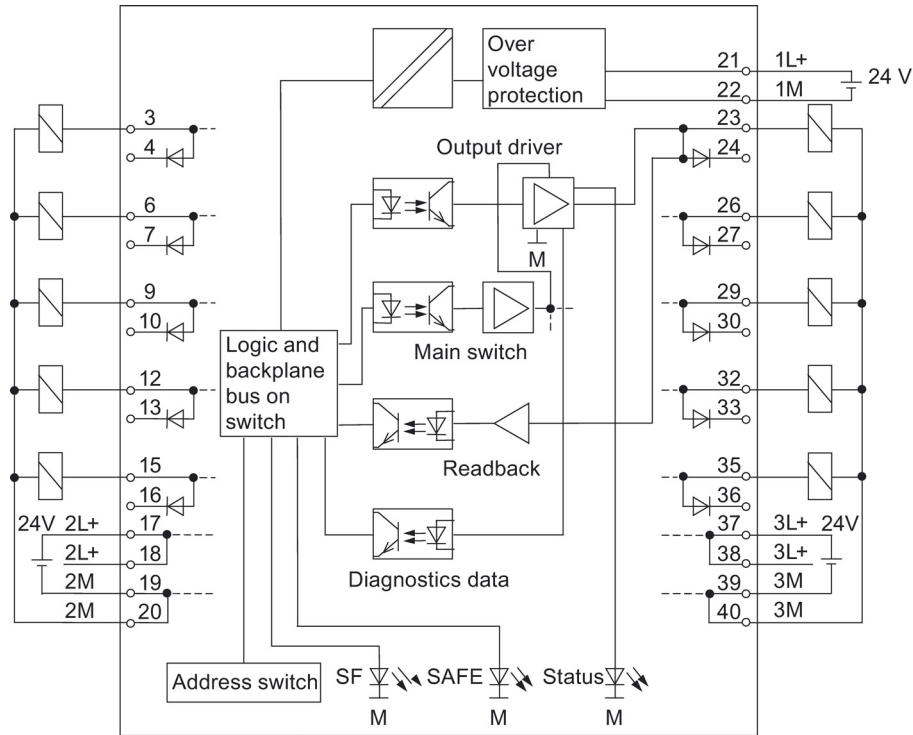 Over
voltage
protection
21
1L+
24 V
22
1M
3
23
4
24
Output driver
6
26
7
27
M
9
29
10
30
Logic and
backplane
bus on
switch
Main switch
12
32
13
33
Readback
15
35
16
36
24V
2L+
17
37
3L+
24V
2L+
18
38
3L+
Diagnostics data
2M
19
39
3M
2M
20
40
3M
Address switch
SF
SAFE
Status
M
M
M